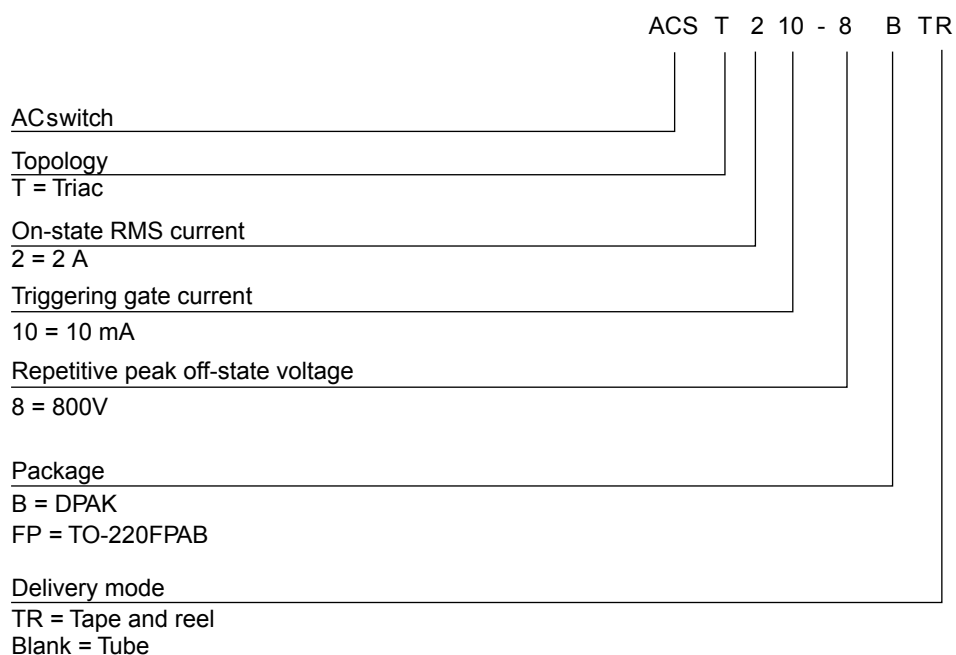 ACS T 2 10 - 8 B TR
ACswitch
Topology
T = Triac
On-state RMS current
2 = 2 A
Triggering gate current
10 = 10 mA
Repetitive peak off-state voltage
8 = 800V
Package
B = DPAK
FP = TO-220FPAB
Delivery mode
TR = Tape and reel
Blank = Tube